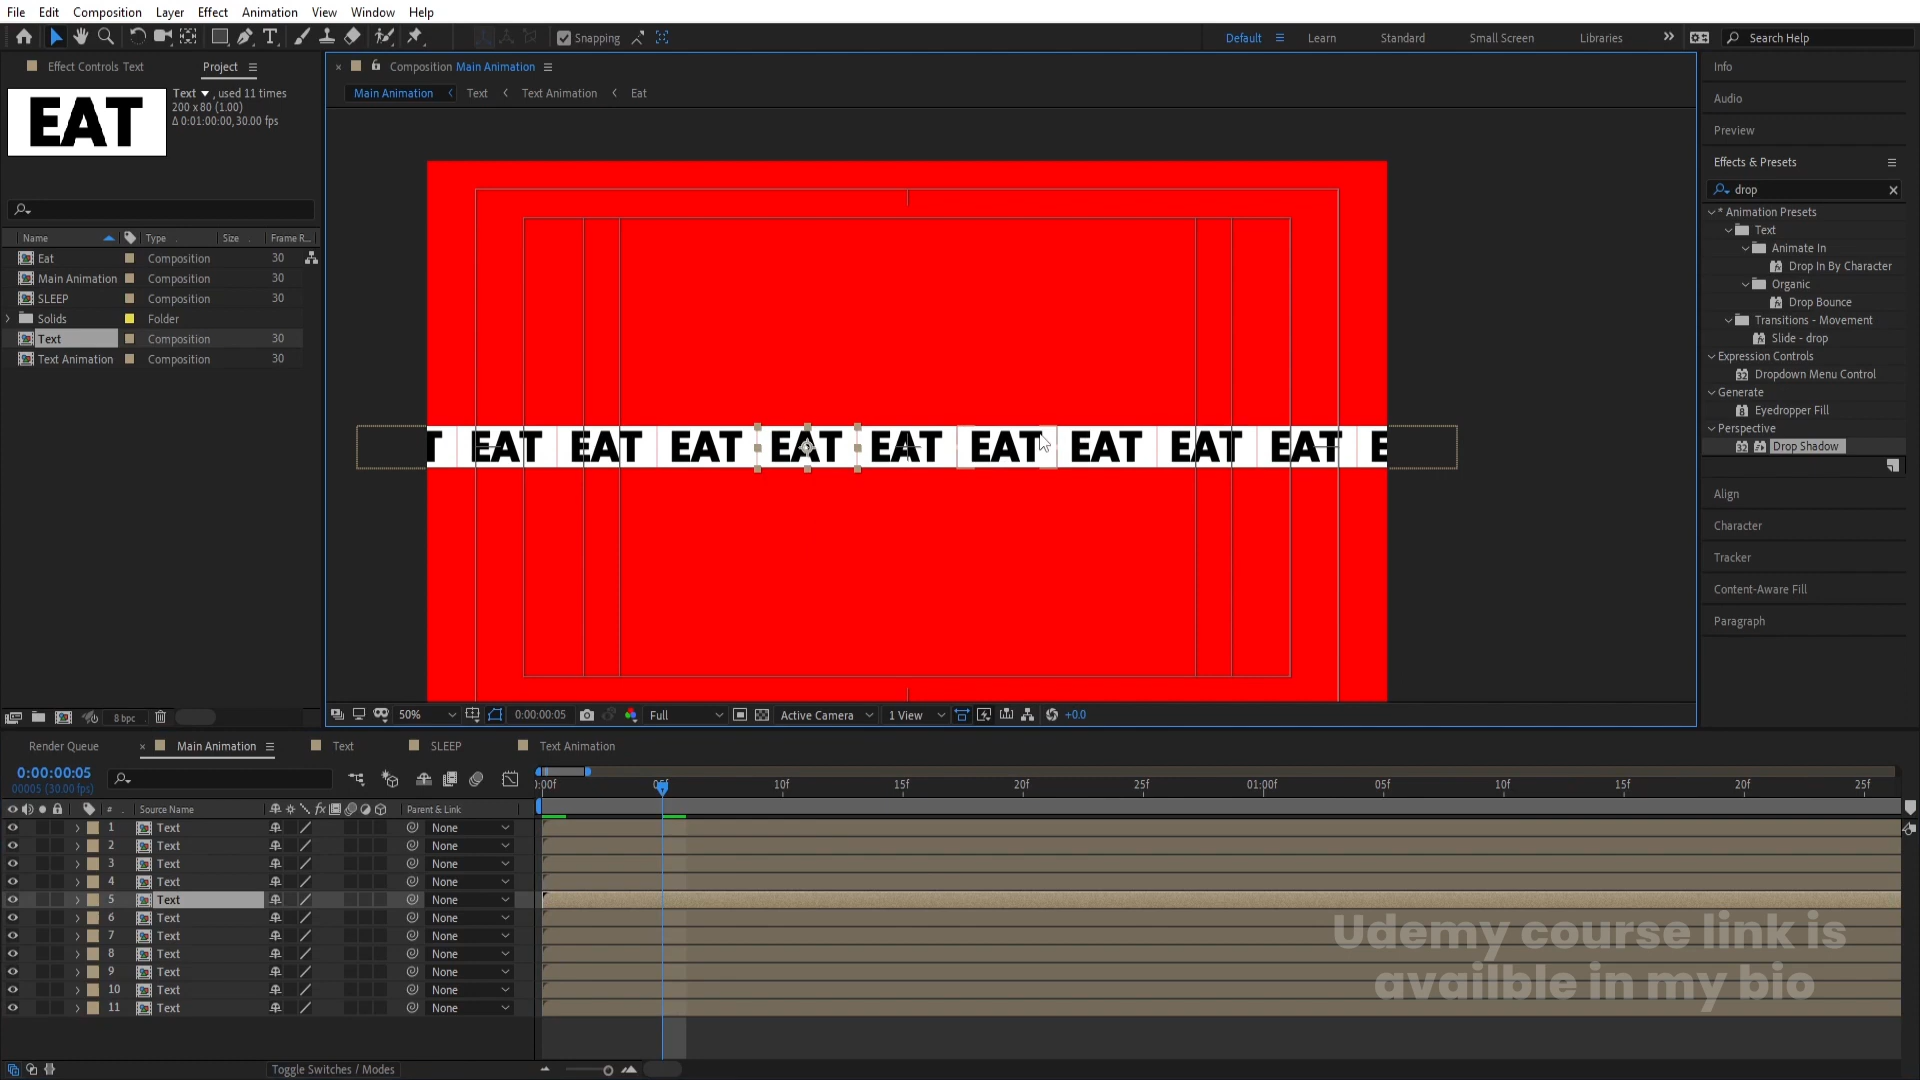 File Edit Composition Layer Effect Animation View Window Help
Snapping
Default Learn Standard Small Screen Libraries Search Help
Effect Controls Text Project
Text , used 11 times
200 x 80 (1.00)
Δ 0:01:00:00, 30.00 fps
EAT
Name Type Size Frame R...
Eat Composition 30
Main Animation Composition 30
SLEEP Composition 30
Solids Folder
Text Composition 30
Text Animation Composition 30
8 bpc
Composition Main Animation
Main Animation Text Text Animation Eat
T EAT EAT EAT EAT EAT EAT EAT EAT EAT E
50% 0:00:00:05 Full Active Camera 1 View +0.0
Info
Audio
Preview
Effects & Presets
drop
* Animation Presets
Text
Animate In
Drop In By Character
Organic
Drop Bounce
Transitions - Movement
Slide - drop
Expression Controls
Dropdown Menu Control
Generate
Eyedropper Fill
Perspective
Drop Shadow
Align
Character
Tracker
Content-Aware Fill
Paragraph
Render Queue Main Animation Text SLEEP Text Animation
0:00:00:05
00005 (30.00 fps)
# Source Name fx Parent & Link
:00f 05f 10f 15f 20f 25f 01:00f 05f 10f 15f 20f 25f
1 Text None
2 Text None
3 Text None
4 Text None
5 Text None
6 Text None
7 Text None
8 Text None
9 Text None
10 Text None
11 Text None
Toggle Switches / Modes
Udemy course link is
availble in my bio